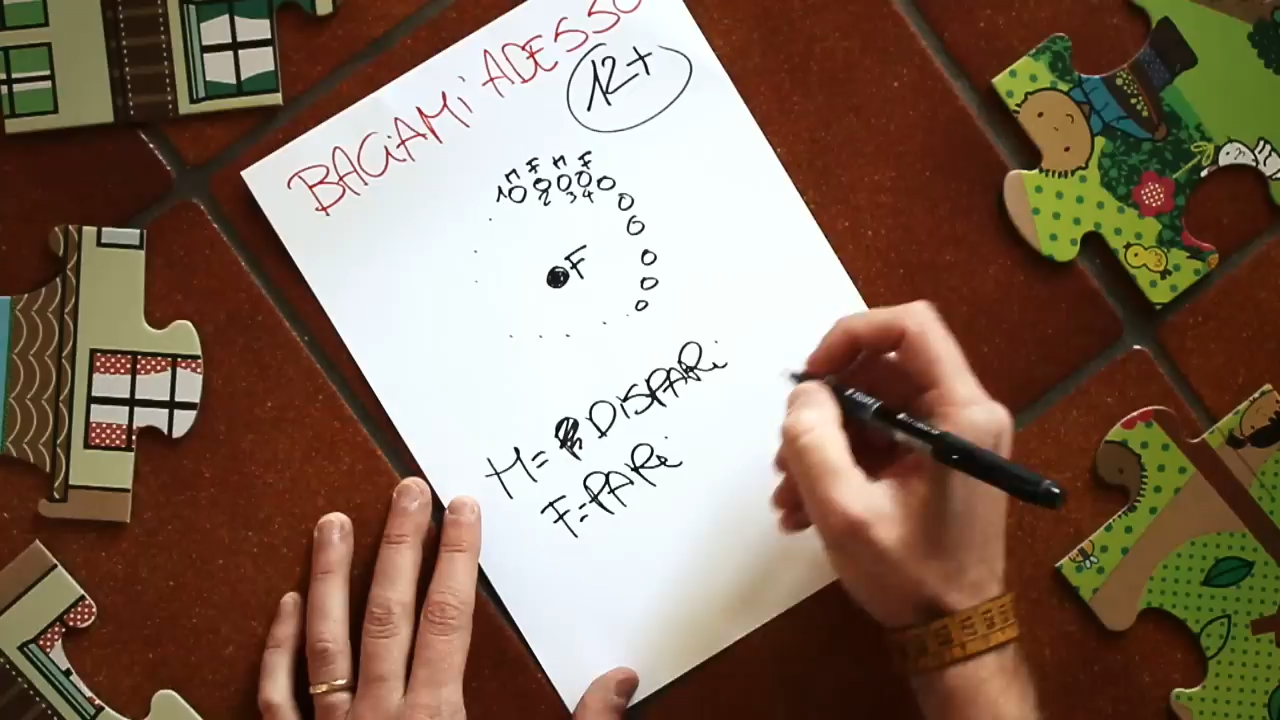 BACiAMi ADESSO
12+
M F M F
1 2 3 4
F
M= DISPARi
F=PARi